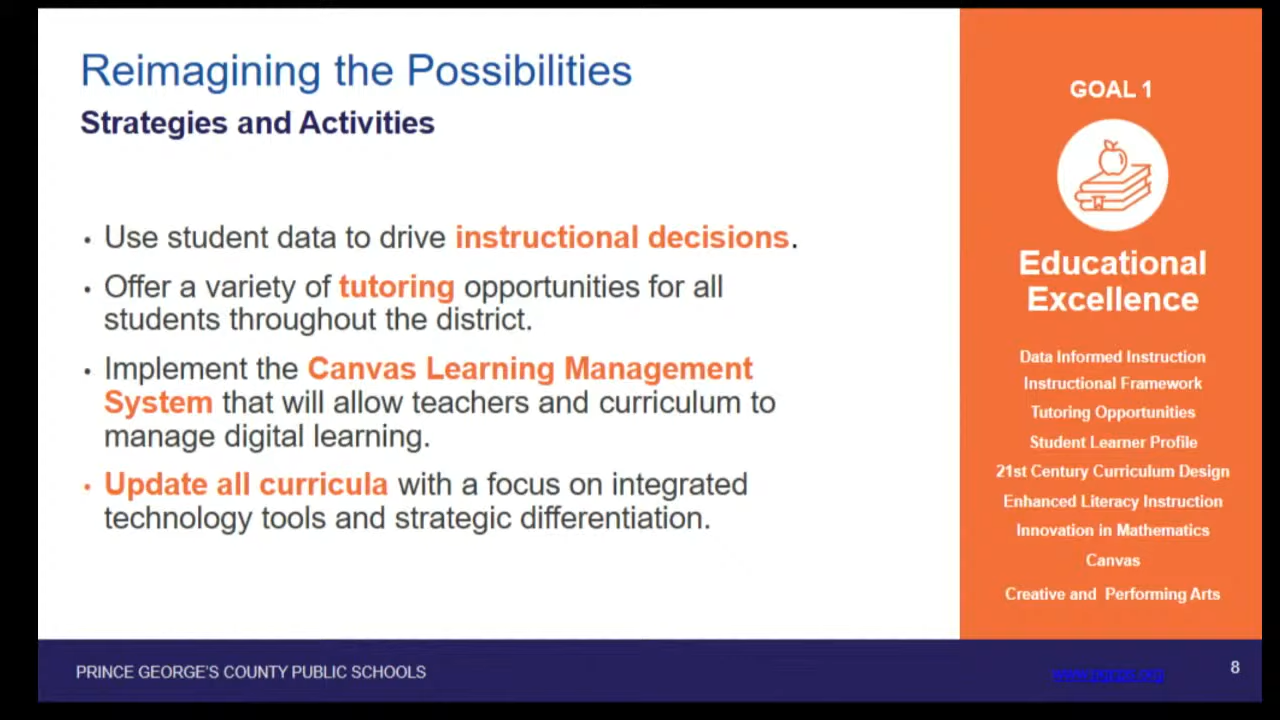 Reimagining the Possibilities
Strategies and Activities
• Use student data to drive instructional decisions.
• Offer a variety of tutoring opportunities for all
students throughout the district.
• Implement the Canvas Learning Management
System that will allow teachers and curriculum to
manage digital learning.
• Update all curricula with a focus on integrated
technology tools and strategic differentiation.
GOAL 1
Educational
Excellence
Data Informed Instruction
Instructional Framework
Tutoring Opportunities
Student Learner Profile
21st Century Curriculum Design
Enhanced Literacy Instruction
Innovation in Mathematics
Canvas
Creative and Performing Arts
PRINCE GEORGE'S COUNTY PUBLIC SCHOOLS
8